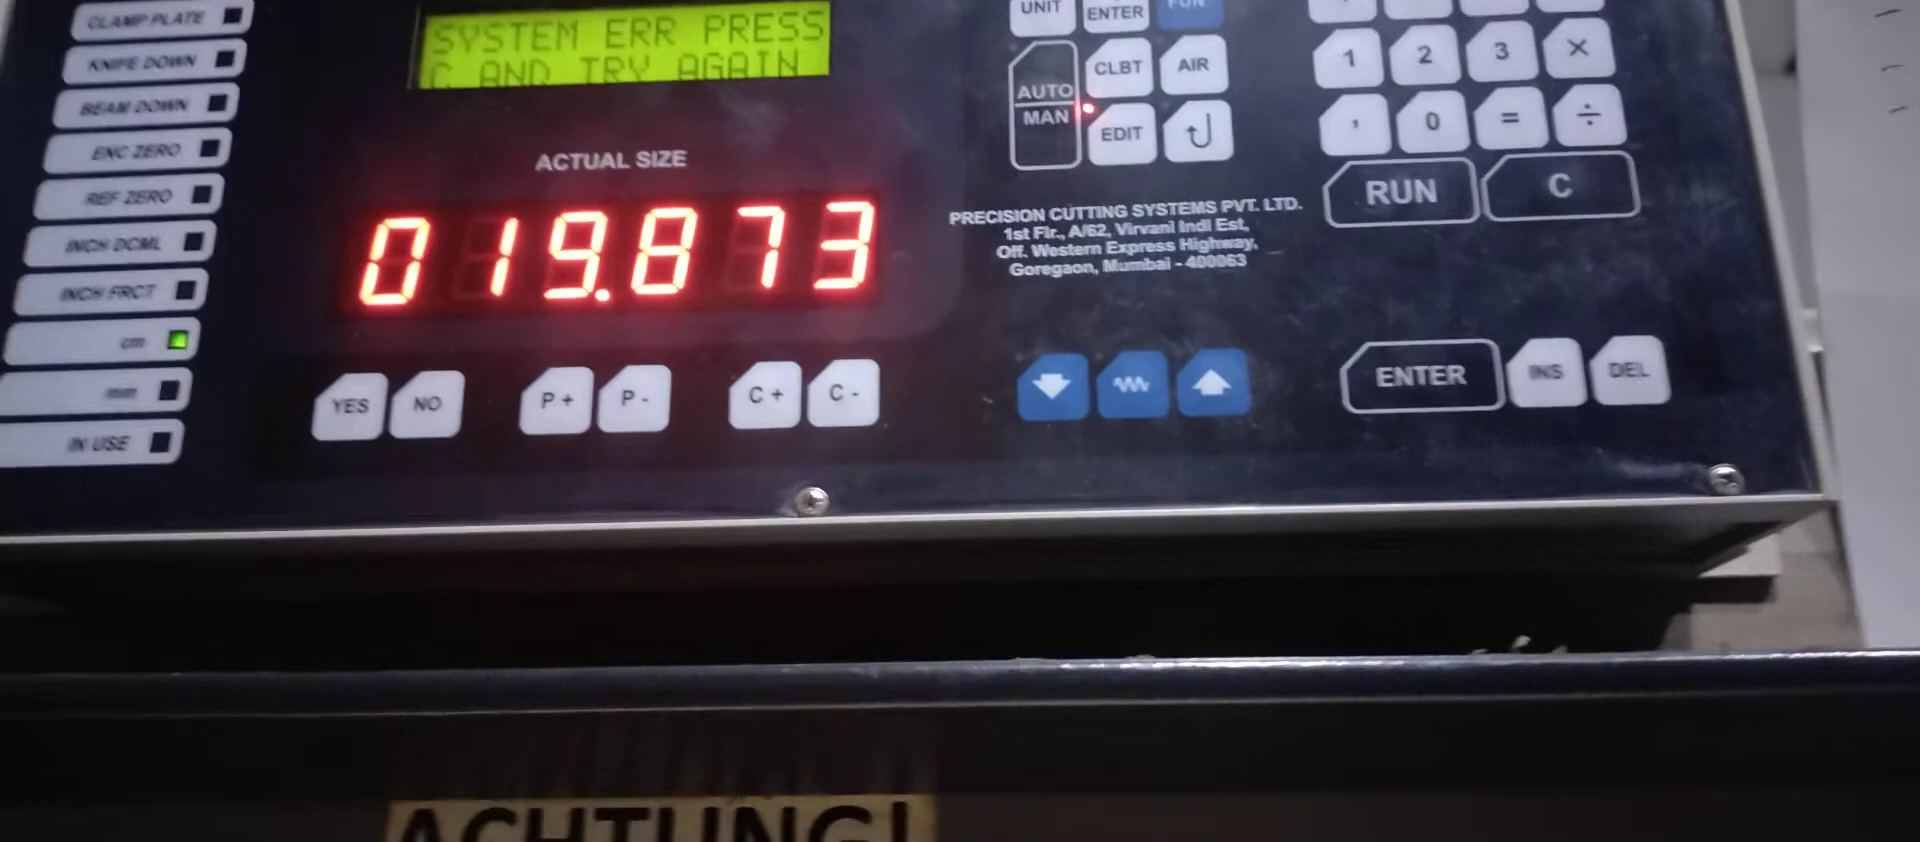 CLAMP PLATE
KNIFE DOWN
BEAM DOWN
ENC ZERO
REF ZERO
INCH DCML
INCH FRCT
cm
mm
IN USE
SYSTEM ERR PRESS
C AND TRY AGAIN
ACTUAL SIZE
019.873
YES NO P+ P- C+ C-
UNIT ENTER FUN.
AUTO MAN
CLBT AIR
EDIT
1 2 3 ×
, 0 = ÷
RUN C
PRECISION CUTTING SYSTEMS PVT. LTD.
1st Flr., A/62, Virvani Indl Est,
Off. Western Express Highway,
Goregaon, Mumbai - 400063
ENTER INS DEL
ACHTUNG!